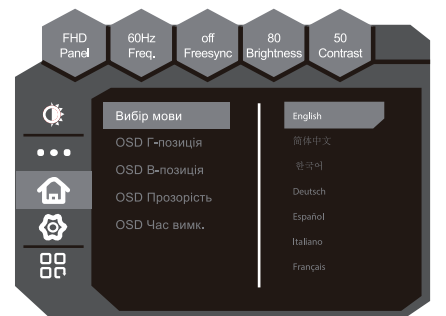 FHD
Panel
60Hz
Freq.
off
Freesync
80
Brightness
50
Contrast
Вибір мови
OSD Г-позиція
OSD В-позиція
OSD Прозорість
OSD Час вимк.
English
简体中文
한국어
Deutsch
Español
Italiano
Français